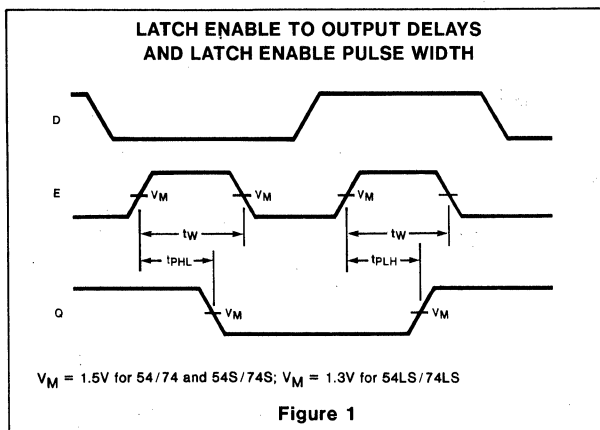 LATCH ENABLE TO OUTPUT DELAYS
AND LATCH ENABLE PULSE WIDTH
D
E
VM VM VM
tW tW
tPHL tPLH
Q
VM VM
VM = 1.5V for 54/74 and 54S/74S; VM = 1.3V for 54LS/74LS
Figure 1